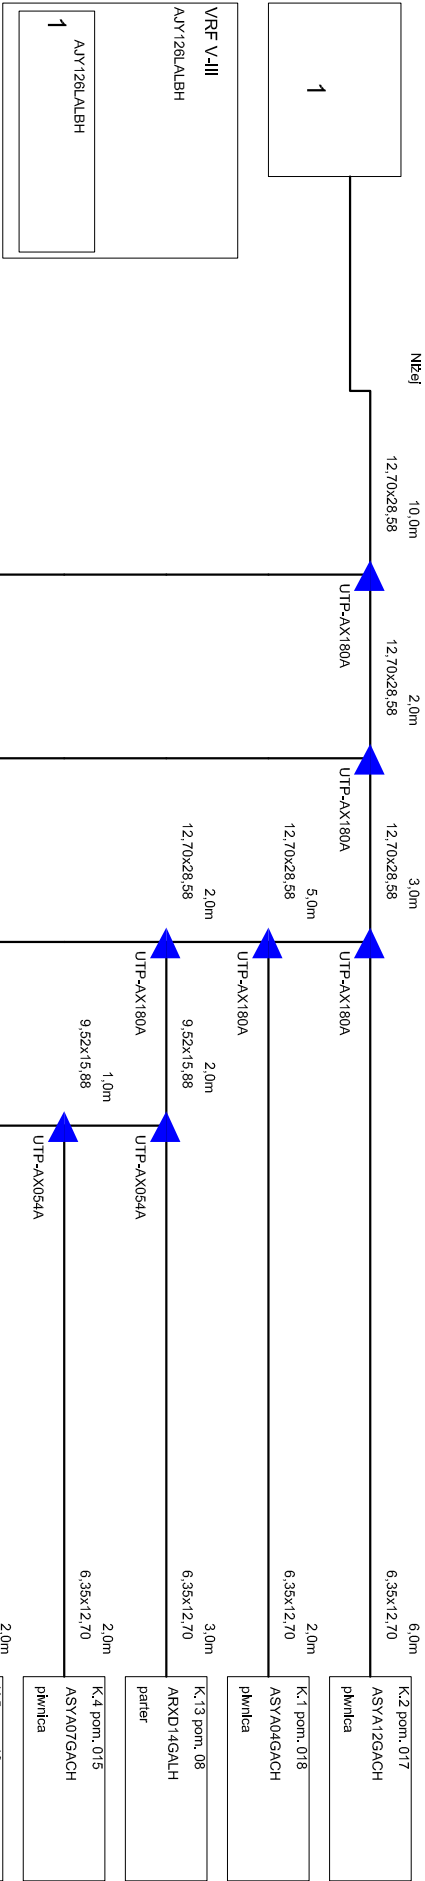 1
VRF V-III
AJY126LALBH
1
AJY126LALBH
Niżej
10,0m
12,70x28,58
UTP-AX180A
2,0m
12,70x28,58
UTP-AX180A
3,0m
12,70x28,58
UTP-AX180A
6,0m
6,35x12,70
K.2 pom. 017
ASYA12GACH
piwnica
5,0m
12,70x28,58
UTP-AX180A
2,0m
6,35x12,70
K.1 pom. 018
ASYA04GACH
piwnica
2,0m
12,70x28,58
UTP-AX180A
2,0m
9,52x15,88
UTP-AX054A
3,0m
6,35x12,70
K.13 pom. 08
ARXD14GALH
parter
1,0m
9,52x15,88
UTP-AX054A
2,0m
6,35x12,70
K.4 pom. 015
ASYA07GACH
piwnica
2,0m